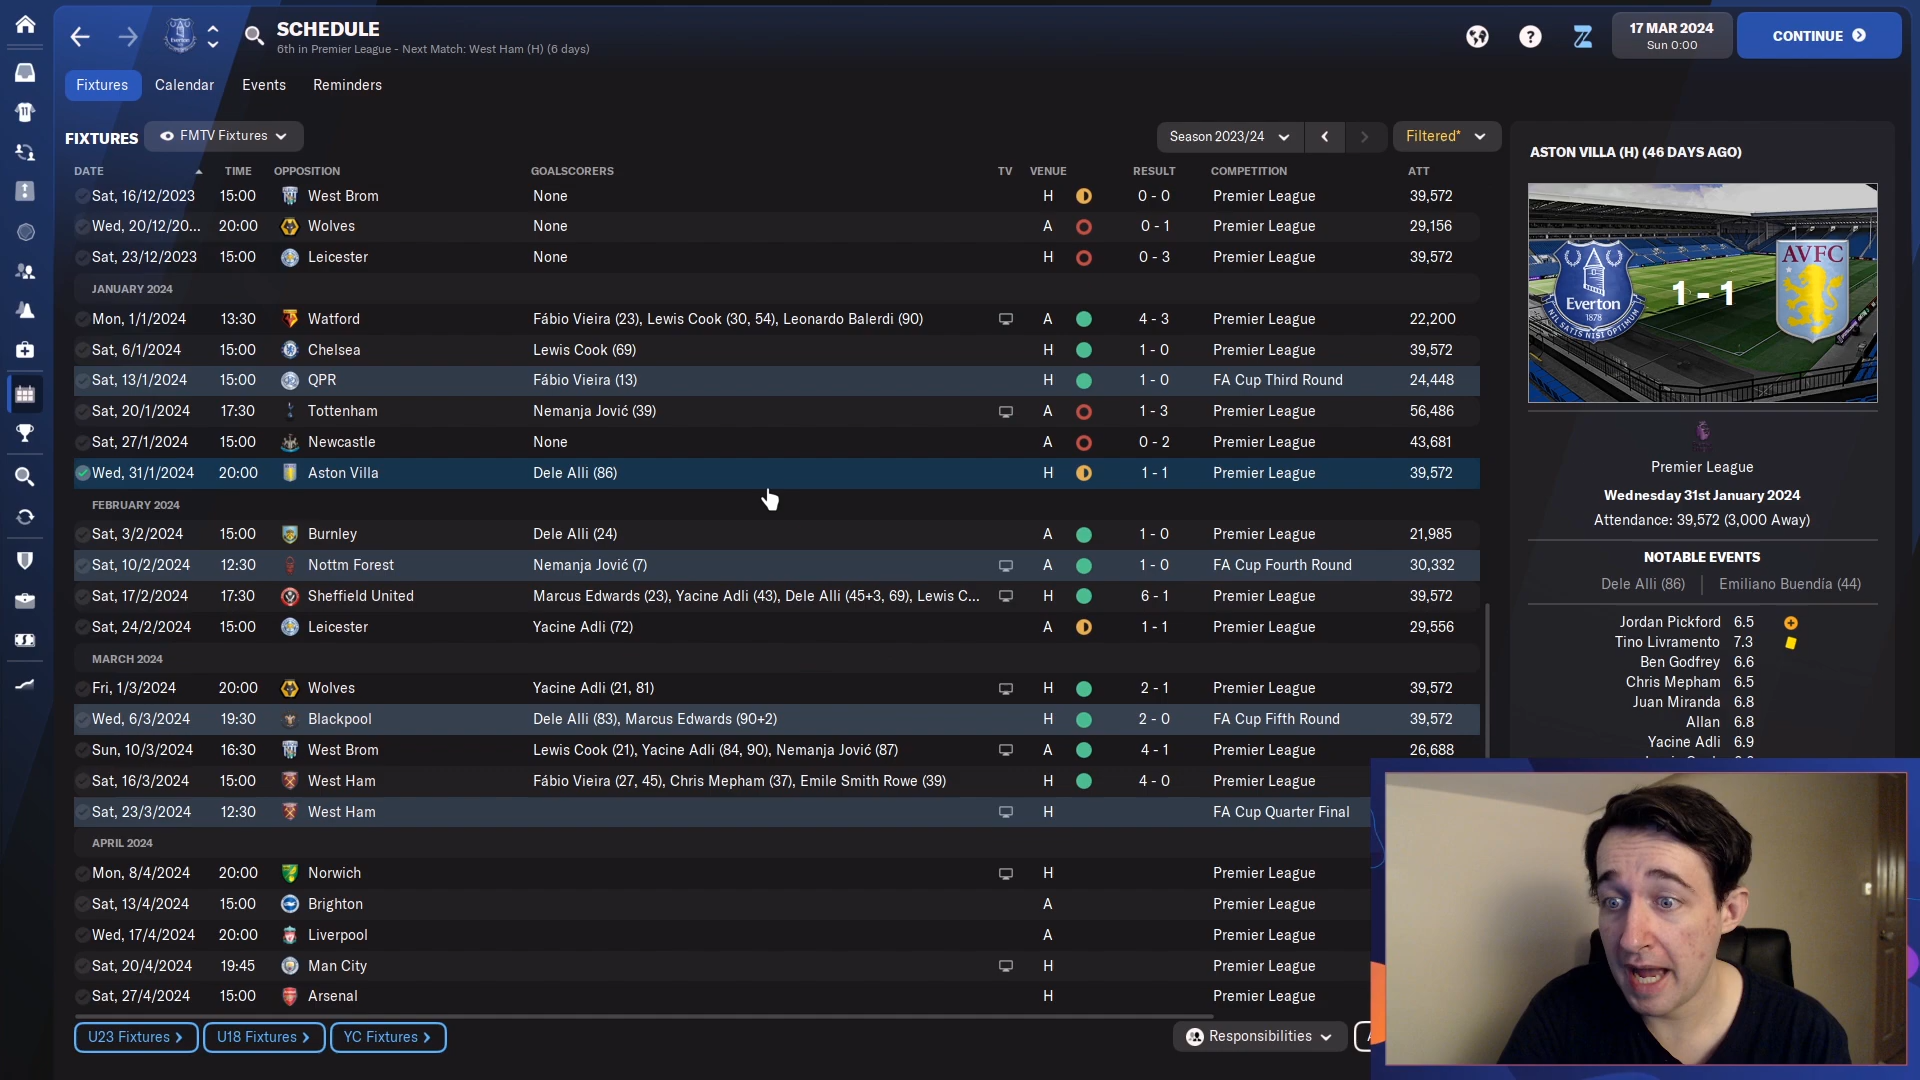 SCHEDULE
6th in Premier League - Next Match: West Ham (H) (6 days)
17 MAR 2024
Sun 0:00
CONTINUE
Fixtures Calendar Events Reminders
FIXTURES FMTV Fixtures Season 2023/24 Filtered*
DATE TIME OPPOSITION GOALSCORERS TV VENUE RESULT COMPETITION ATT
Sat, 16/12/2023 15:00 West Brom None H 0 - 0 Premier League 39,572
Wed, 20/12/20... 20:00 Wolves None A 0 - 1 Premier League 29,156
Sat, 23/12/2023 15:00 Leicester None H 0 - 3 Premier League 39,572
JANUARY 2024
Mon, 1/1/2024 13:30 Watford Fábio Vieira (23), Lewis Cook (30, 54), Leonardo Balerdi (90) A 4 - 3 Premier League 22,200
Sat, 6/1/2024 15:00 Chelsea Lewis Cook (69) H 1 - 0 Premier League 39,572
Sat, 13/1/2024 15:00 QPR Fábio Vieira (13) H 1 - 0 FA Cup Third Round 24,448
Sat, 20/1/2024 17:30 Tottenham Nemanja Jović (39) A 1 - 3 Premier League 56,486
Sat, 27/1/2024 15:00 Newcastle None A 0 - 2 Premier League 43,681
Wed, 31/1/2024 20:00 Aston Villa Dele Alli (86) H 1 - 1 Premier League 39,572
FEBRUARY 2024
Sat, 3/2/2024 15:00 Burnley Dele Alli (24) A 1 - 0 Premier League 21,985
Sat, 10/2/2024 12:30 Nottm Forest Nemanja Jović (7) A 1 - 0 FA Cup Fourth Round 30,332
Sat, 17/2/2024 17:30 Sheffield United Marcus Edwards (23), Yacine Adli (43), Dele Alli (45+3, 69), Lewis C... H 6 - 1 Premier League 39,572
Sat, 24/2/2024 15:00 Leicester Yacine Adli (72) A 1 - 1 Premier League 29,556
MARCH 2024
Fri, 1/3/2024 20:00 Wolves Yacine Adli (21, 81) H 2 - 1 Premier League 39,572
Wed, 6/3/2024 19:30 Blackpool Dele Alli (83), Marcus Edwards (90+2) H 2 - 0 FA Cup Fifth Round 39,572
Sun, 10/3/2024 16:30 West Brom Lewis Cook (21), Yacine Adli (84, 90), Nemanja Jović (87) A 4 - 1 Premier League 26,688
Sat, 16/3/2024 15:00 West Ham Fábio Vieira (27, 45), Chris Mepham (37), Emile Smith Rowe (39) H 4 - 0 Premier League
Sat, 23/3/2024 12:30 West Ham H FA Cup Quarter Final
APRIL 2024
Mon, 8/4/2024 20:00 Norwich H Premier League
Sat, 13/4/2024 15:00 Brighton A Premier League
Wed, 17/4/2024 20:00 Liverpool A Premier League
Sat, 20/4/2024 19:45 Man City H Premier League
Sat, 27/4/2024 15:00 Arsenal H Premier League
U23 Fixtures U18 Fixtures YC Fixtures Responsibilities
ASTON VILLA (H) (46 DAYS AGO)
Everton
1878
NIL SATIS NISI OPTIMUM
1 - 1
AVFC
Premier League
Wednesday 31st January 2024
Attendance: 39,572 (3,000 Away)
NOTABLE EVENTS
Dele Alli (86) Emiliano Buendía (44)
Jordan Pickford 6.5
Tino Livramento 7.3
Ben Godfrey 6.6
Chris Mepham 6.5
Juan Miranda 6.8
Allan 6.8
Yacine Adli 6.9